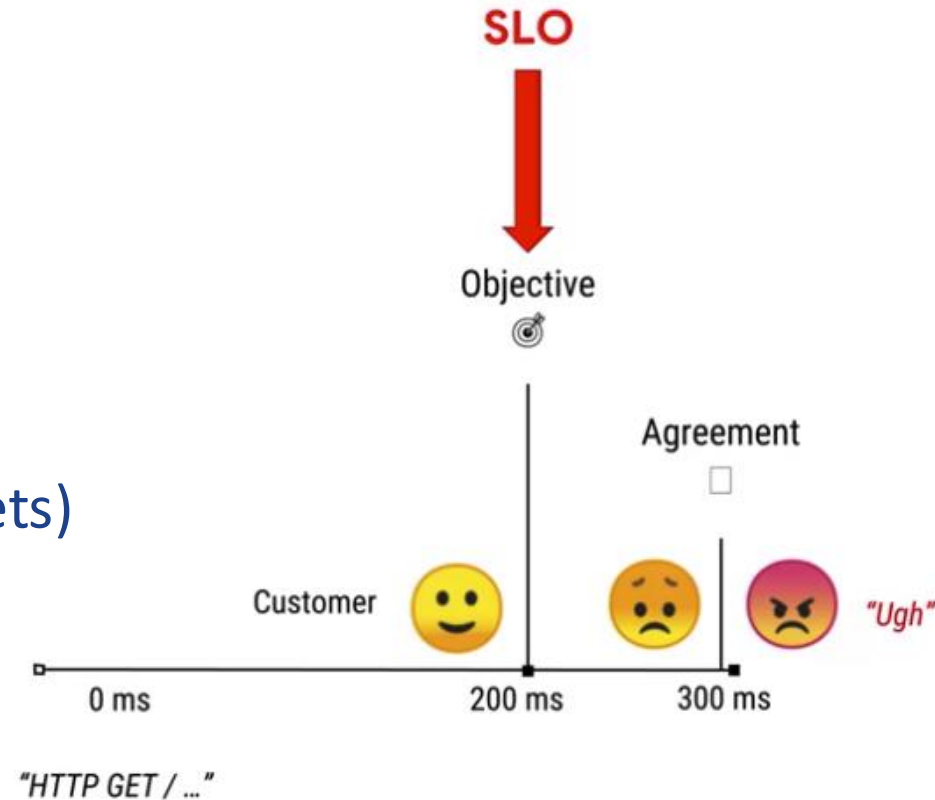 SLO
Objective
Agreement
ets)
Customer
"Ugh"
0 ms 200 ms 300 ms
"HTTP GET / ..."